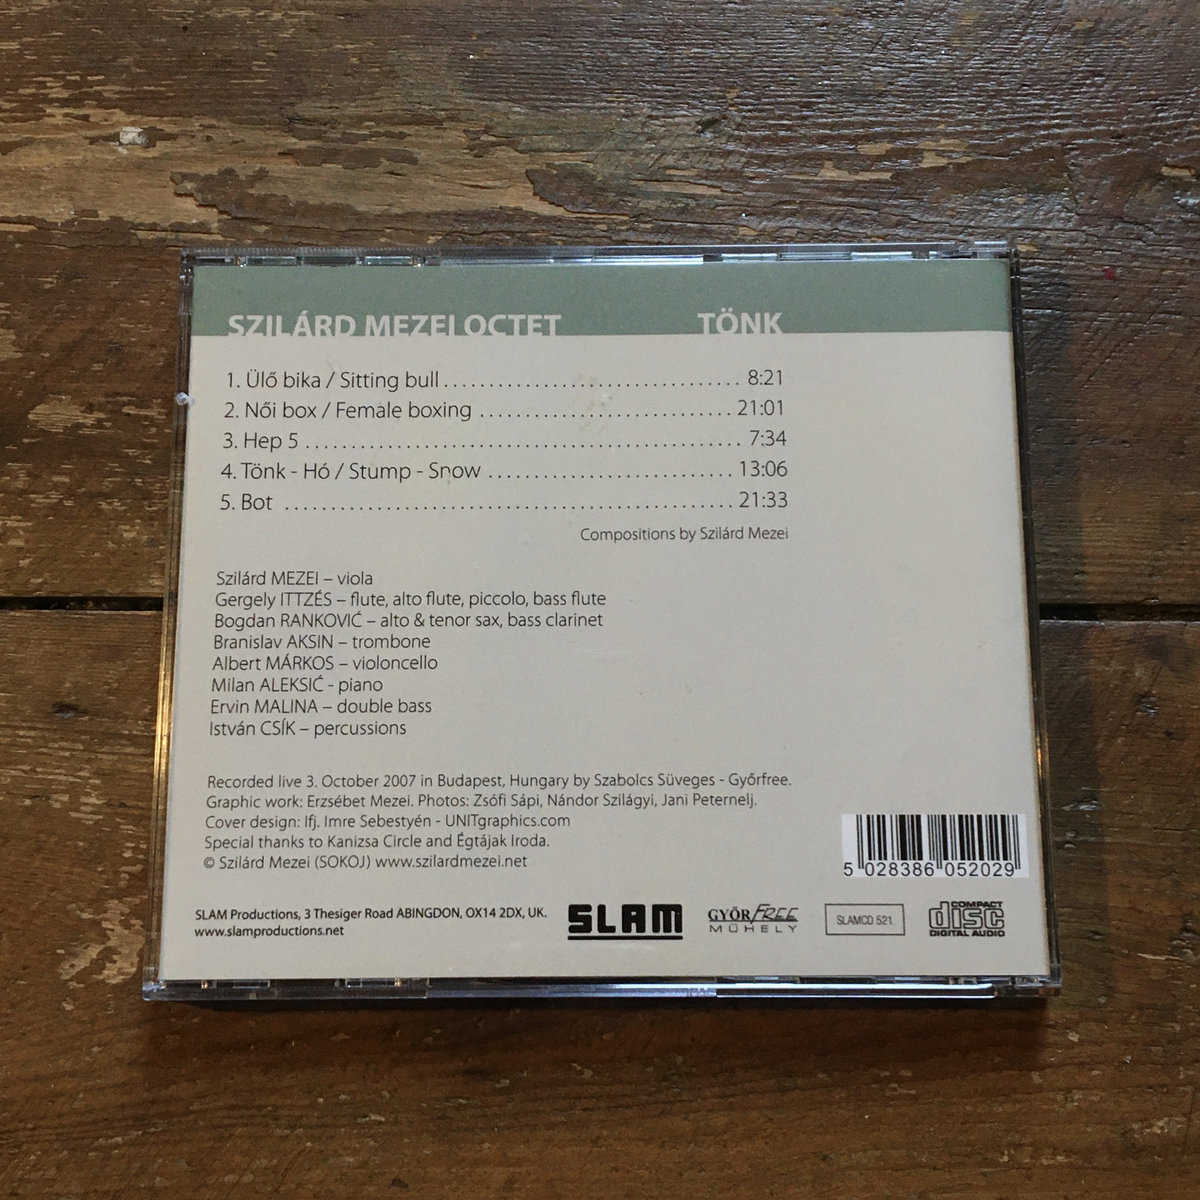 SZILÁRD MEZEI OCTET TÖNK
1. Ülő bika / Sitting bull ........................................ 8:21
2. Női box / Female boxing .................................. 21:01
3. Hep 5 ........................................................... 7:34
4. Tönk - Hó / Stump - Snow ................................ 13:06
5. Bot .............................................................. 21:33
Compositions by Szilárd Mezei
Szilárd MEZEI – viola
Gergely ITTZÉS – flute, alto flute, piccolo, bass flute
Bogdan RANKOVIĆ – alto & tenor sax, bass clarinet
Branislav AKSIN – trombone
Albert MÁRKOS – violoncello
Milan ALEKSIĆ - piano
Ervin MALINA – double bass
István CSÍK – percussions
Recorded live 3. October 2007 in Budapest, Hungary by Szabolcs Süveges - Győrfree.
Graphic work: Erzsébet Mezei. Photos: Zsófi Sápi, Nándor Szilágyi, Jani Peternelj.
Cover design: Ifj. Imre Sebestyén - UNITgraphics.com
Special thanks to Kanizsa Circle and Égtájak Iroda.
© Szilárd Mezei (SOKOJ) www.szilardmezei.net
5 028386 052029
SLAM Productions, 3 Thesiger Road ABINGDON, OX14 2DX, UK.
www.slamproductions.net
SLAM
GYŐR FREE
MŰHELY
SLAMCD 521
COMPACT
disc
DIGITAL AUDIO